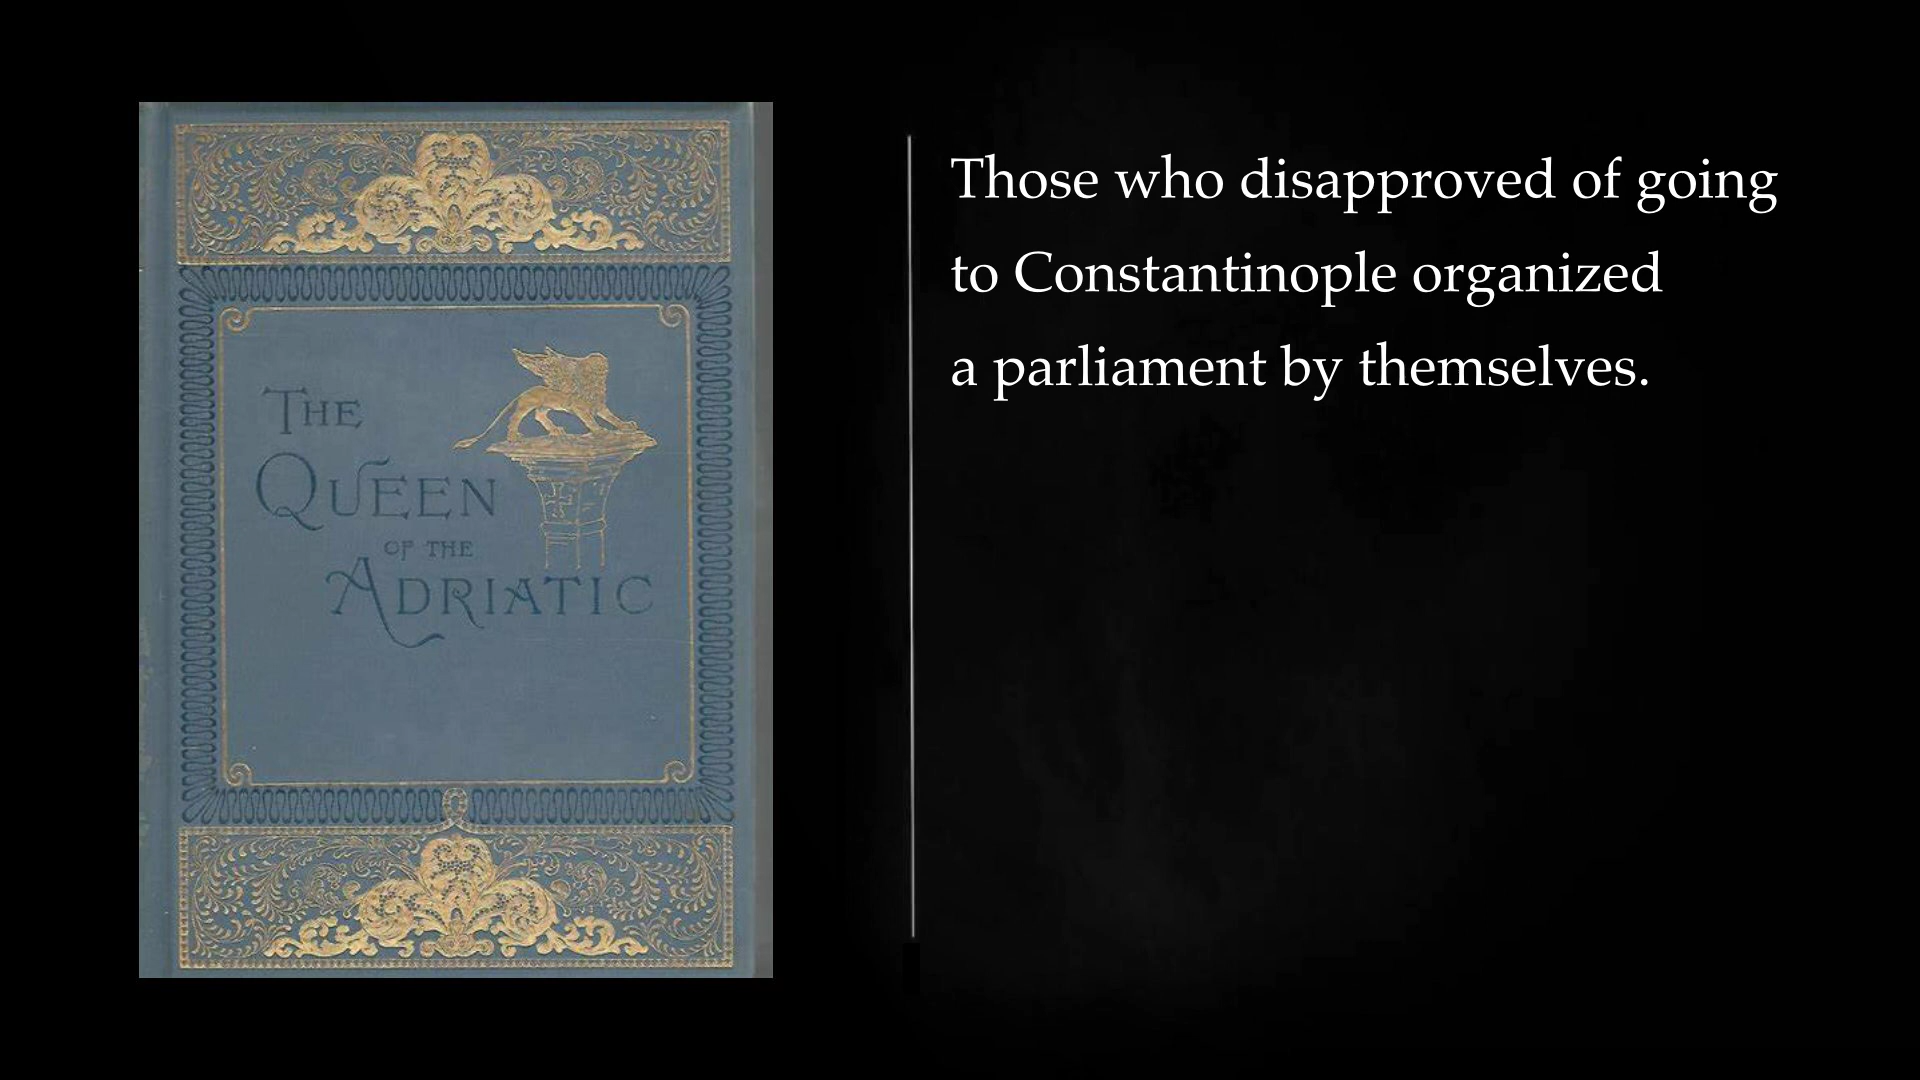 THE
QUEEN
OF THE
ADRIATIC
Those who disapproved of going
to Constantinople organized
a parliament by themselves.